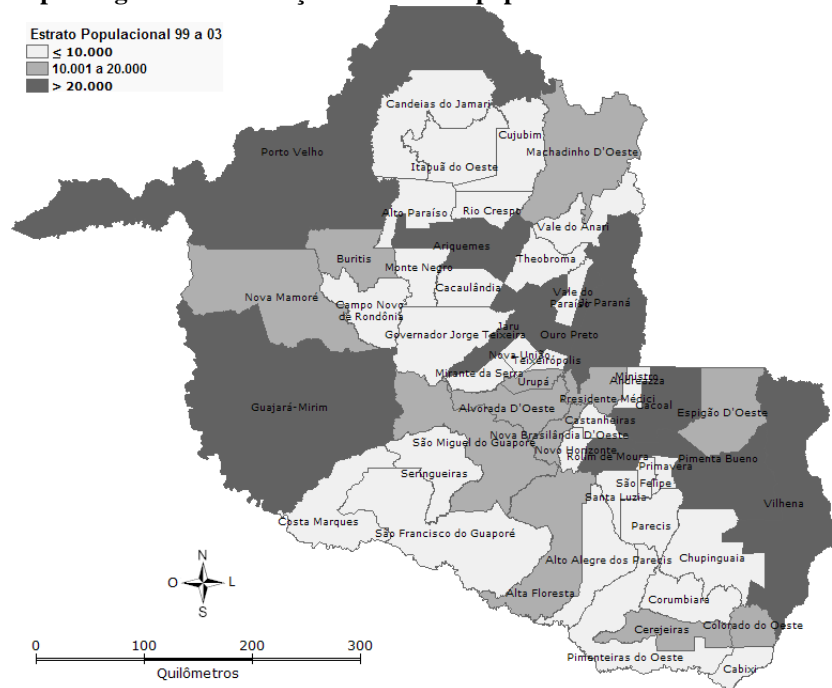 Estrato Populacional 99 a 03
≤ 10.000
10.001 a 20.000
> 20.000
Candeias do Jamari
Cujubim
Porto Velho
Machadinho D'Oeste
Itapuã do Oeste
Alto Paraíso
Rio Crespo
Vale do Anari
Ariquemes
Buritis
Theobroma
Monte Negro
Cacaulândia
Nova Mamoré
Vale do
Paraíso
Ji-Paraná
Campo Novo
de Rondônia
Jaru
Governador Jorge Teixeira
Ouro Preto
Nova União
Teixeirópolis
Mirante da Serra
Urupá
Ministro
Andreazza
Guajará-Mirim
Presidente Médici
Cacoal
Alvorada D'Oeste
Espigão D'Oeste
Castanheiras
Nova Brasilândia D'Oeste
São Miguel do Guaporé
Novo Horizonte
Rolim de Moura
Pimenta Bueno
Primavera
Seringueiras
São Felipe
Santa Luzia
Vilhena
Costa Marques
São Francisco do Guaporé
Parecis
Alto Alegre dos Parecis
Chupinguaia
N
O
L
S
Alta Floresta
Corumbiara
Cerejeiras
Colorado do Oeste
Pimenteiras do Oeste
Cabixi
0 100 200 300
Quilômetros